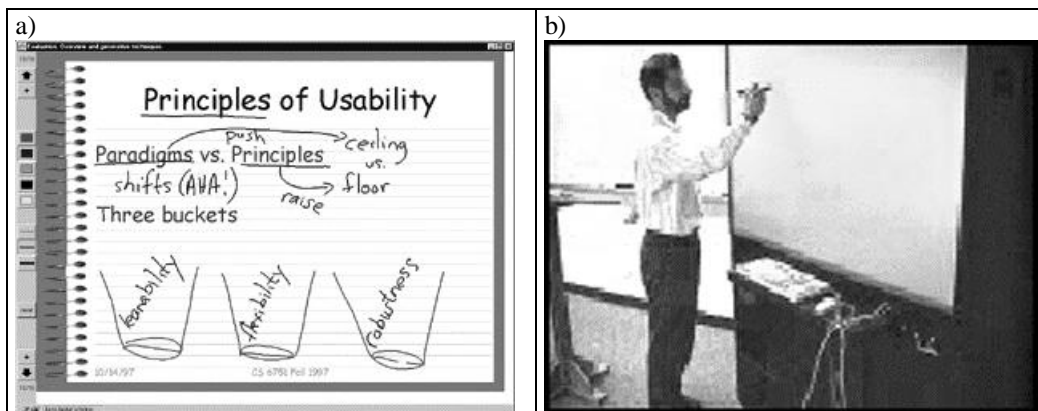 a)
b)
Principles of Usability
push
ceiling
Paradigms vs. Principles
vs.
shifts (AHA!)
raise
floor
Three buckets
learnability
flexibility
robustness
10/14/97
CS 6751 Fall 1997